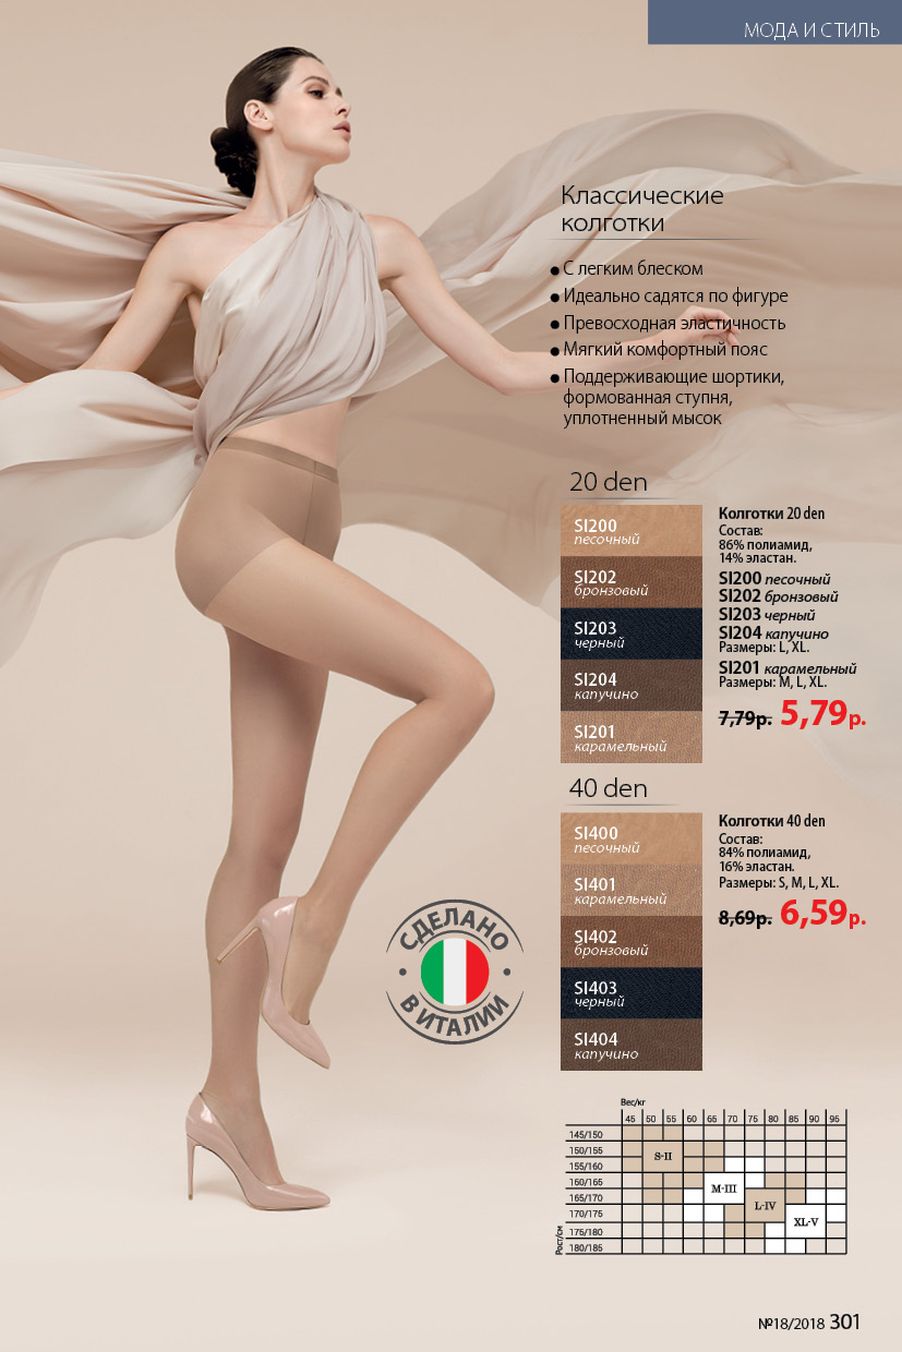 МОДА И СТИЛЬ
Классические
колготки
● С легким блеском
● Идеально садятся по фигуре
● Превосходная эластичность
● Мягкий комфортный пояс
● Поддерживающие шортики,
формованная ступня,
уплотненный мысок
20 den
SI200
песочный
SI202
бронзовый
SI203
черный
SI204
капучино
SI201
карамельный
Колготки 20 den
Состав:
86% полиамид,
14% эластан.
SI200 песочный
SI202 бронзовый
SI203 черный
SI204 капучино
Размеры: L, XL.
SI201 карамельный
Размеры: M, L, XL.
7,79р. 5,79р.
40 den
SI400
песочный
SI401
карамельный
SI402
бронзовый
SI403
черный
SI404
капучино
Колготки 40 den
Состав:
84% полиамид,
16% эластан.
Размеры: S, M, L, XL.
8,69р. 6,59р.
СДЕЛАНО
В ИТАЛИИ
Вес/кг
45 50 55 60 65 70 75 80 85 90 95
145/150
150/155
155/160
160/165
165/170
170/175
175/180
180/185
Рост/см
S-II
M-III
L-IV
XL-V
№18/2018 301